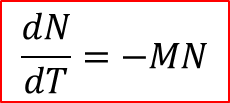 dN/dT = −MN